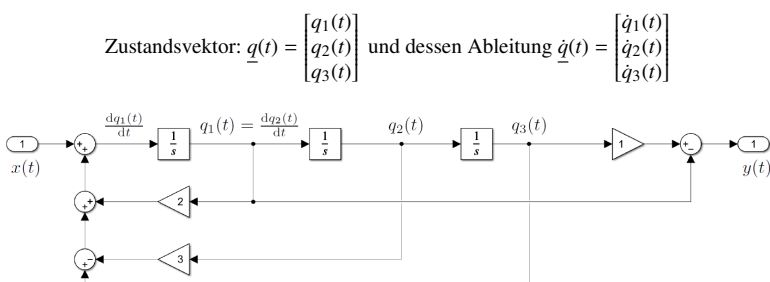 Zustandsvektor: q(t) = [q₁(t) q₂(t) q₃(t)] und dessen Ableitung q̇(t) = [q̇₁(t) q̇₂(t) q̇₃(t)]
dq₁(t)/dt q₁(t) = dq₂(t)/dt q₂(t) q₃(t)
1 + + 1/s 1/s 1/s 1 + − 1
x(t) y(t)
+ + 2
+ − 3